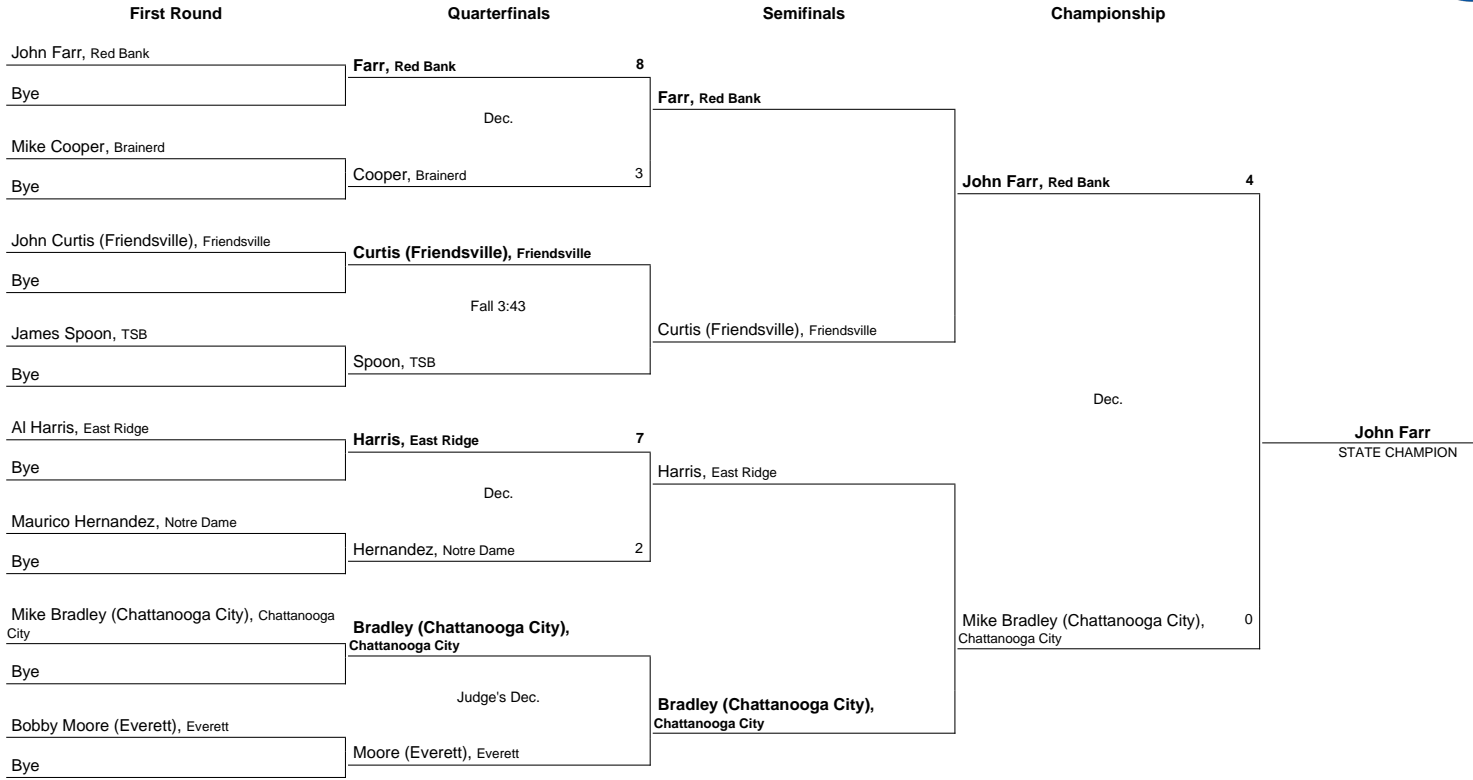 First Round Quarterfinals Semifinals Championship
John Farr, Red Bank
Bye
Mike Cooper, Brainerd
Bye
John Curtis (Friendsville), Friendsville
Bye
James Spoon, TSB
Bye
Al Harris, East Ridge
Bye
Maurico Hernandez, Notre Dame
Bye
Mike Bradley (Chattanooga City), Chattanooga
City
Bye
Bobby Moore (Everett), Everett
Bye
Farr, Red Bank 8
Dec.
Cooper, Brainerd 3
Curtis (Friendsville), Friendsville
Fall 3:43
Spoon, TSB
Harris, East Ridge 7
Dec.
Hernandez, Notre Dame 2
Bradley (Chattanooga City),
Chattanooga City
Judge's Dec.
Moore (Everett), Everett
Farr, Red Bank
Curtis (Friendsville), Friendsville
Harris, East Ridge
Bradley (Chattanooga City),
Chattanooga City
John Farr, Red Bank 4
Dec.
Mike Bradley (Chattanooga City), 0
Chattanooga City
John Farr
STATE CHAMPION